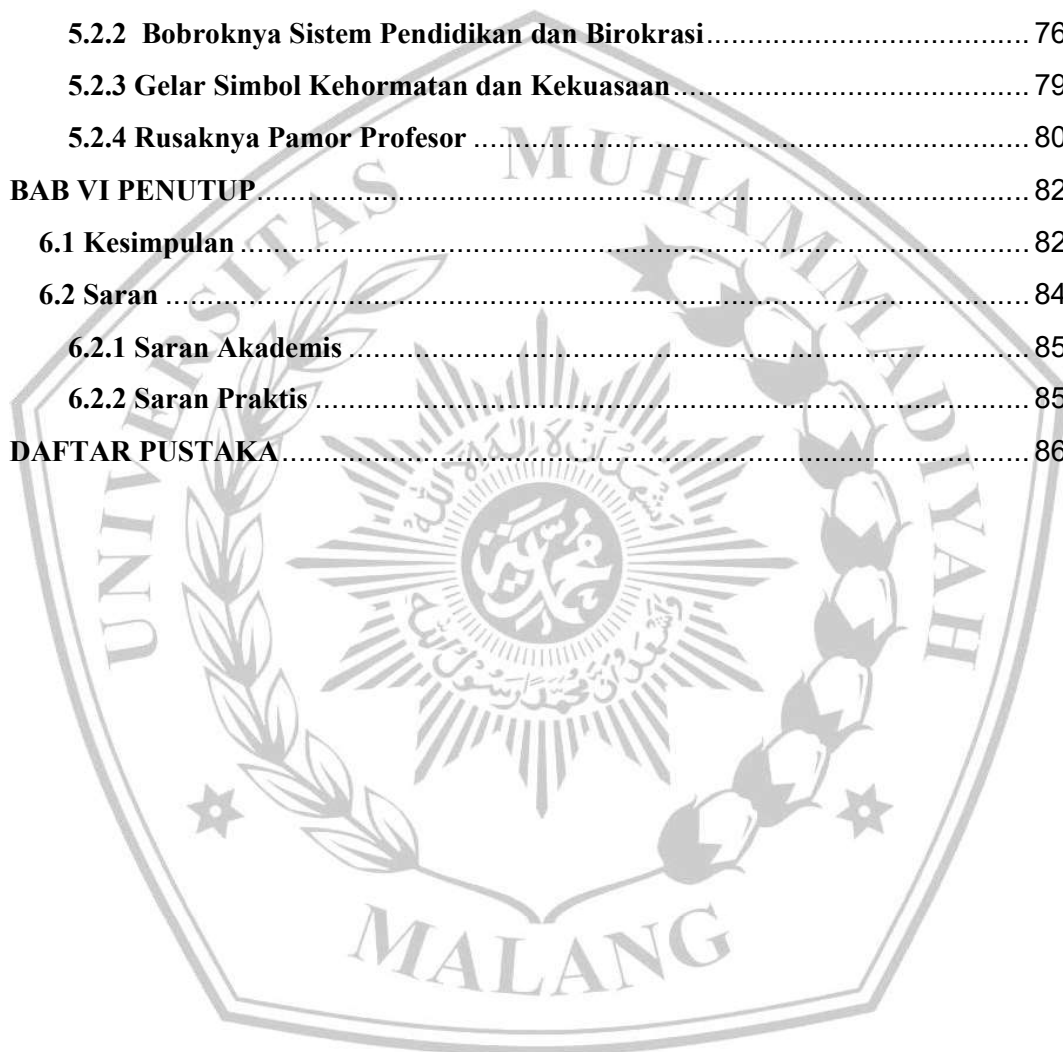 5.2.2 Bobroknya Sistem Pendidikan dan Birokrasi.................................... 76
5.2.3 Gelar Simbol Kehormatan dan Kekuasaan........................................ 79
5.2.4 Rusaknya Pamor Profesor ................................................................. 80
BAB VI PENUTUP........................................................................................... 82
6.1 Kesimpulan ............................................................................................. 82
6.2 Saran ....................................................................................................... 84
6.2.1 Saran Akademis ................................................................................. 85
6.2.2 Saran Praktis ..................................................................................... 85
DAFTAR PUSTAKA........................................................................................ 86
UNIVERSITAS MUHAMMADIYAH
MALANG